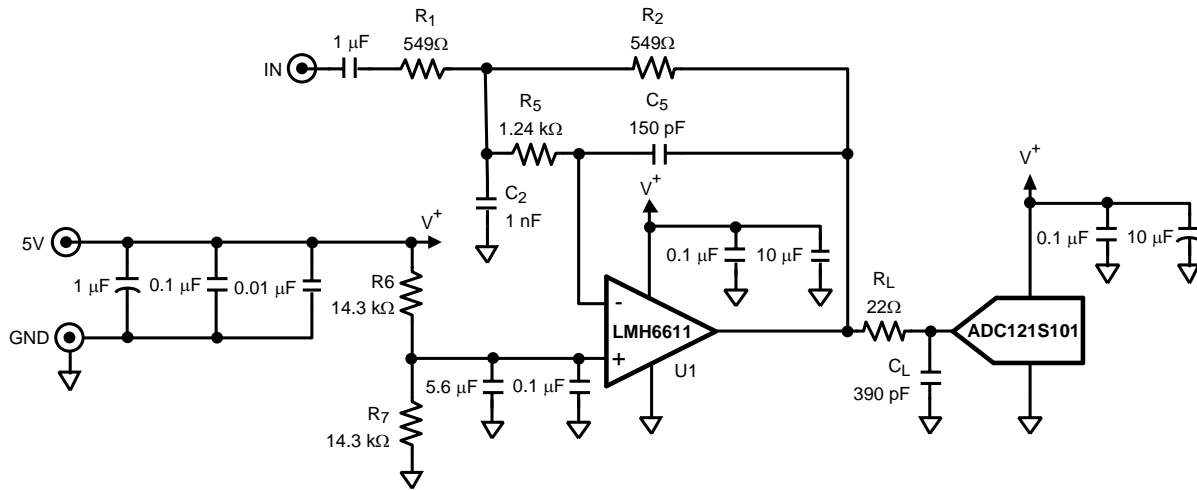 R1
549Ω
1 μF
IN
R2
549Ω
R5
1.24 kΩ
C5
150 pF
C2
1 nF
V+
V+
V+
5V
1 μF
0.1 μF
0.01 μF
R6
14.3 kΩ
0.1 μF
10 μF
0.1 μF
10 μF
GND
-
LMH6611
+
U1
RL
22Ω
ADC121S101
CL
390 pF
5.6 μF
0.1 μF
R7
14.3 kΩ